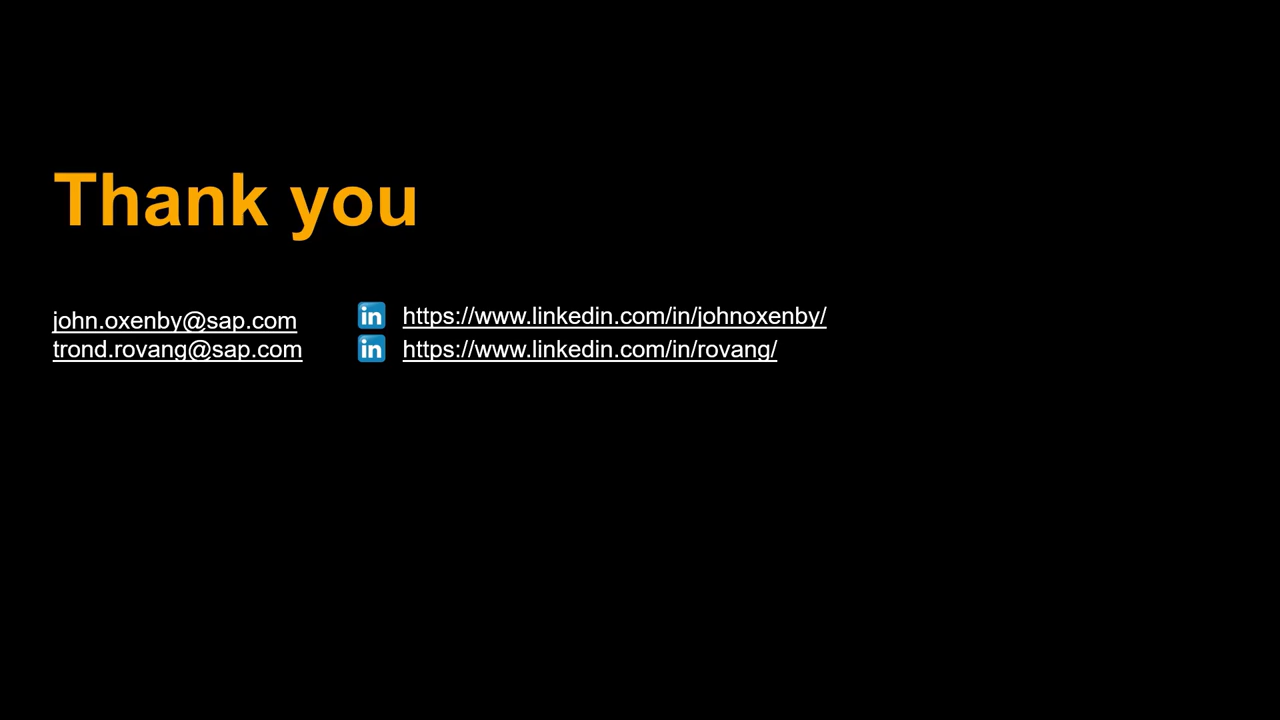 Thank you
john.oxenby@sap.com
trond.rovang@sap.com
in https://www.linkedin.com/in/johnoxenby/
in https://www.linkedin.com/in/rovang/